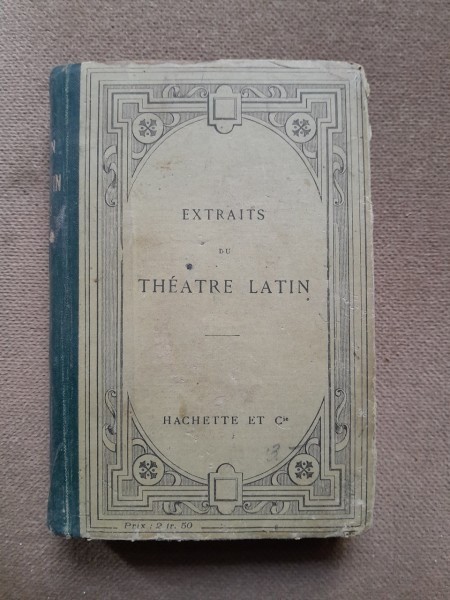 EXTRAITS
DU
THÉATRE LATIN
HACHETTE ET Cie
Prix : 2 fr. 50